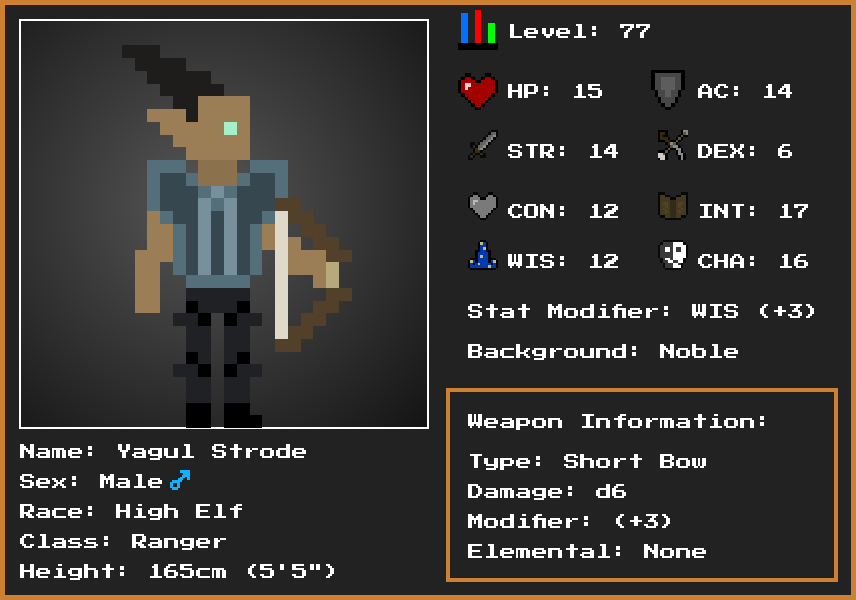 Level: 77
HP: 15 AC: 14
STR: 14 DEX: 6
CON: 12 INT: 17
WIS: 12 CHA: 16
Stat Modifier: WIS (+3)
Background: Noble
Weapon Information:
Type: Short Bow
Damage: d6
Modifier: (+3)
Elemental: None
Name: Yagul Strode
Sex: Male ♂
Race: High Elf
Class: Ranger
Height: 165cm (5'5")